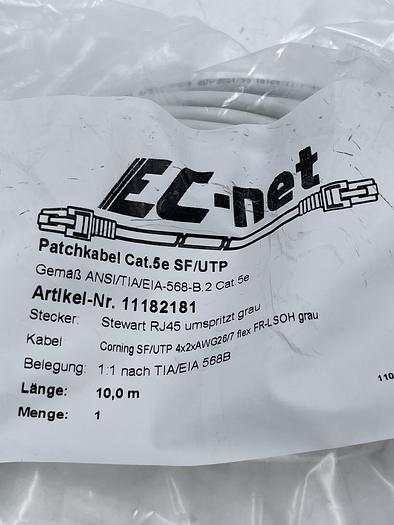 EC-net
Patchkabel Cat.5e SF/UTP
Gemäß ANSI/TIA/EIA-568-B.2 Cat.5e
Artikel-Nr. 11182181
Stecker: Stewart RJ45 umspritzt grau
Kabel Corning SF/UTP 4x2xAWG26/7 flex FR-LSOH grau
Belegung: 1:1 nach TIA/EIA 568B
Länge: 10,0 m
110
Menge: 1